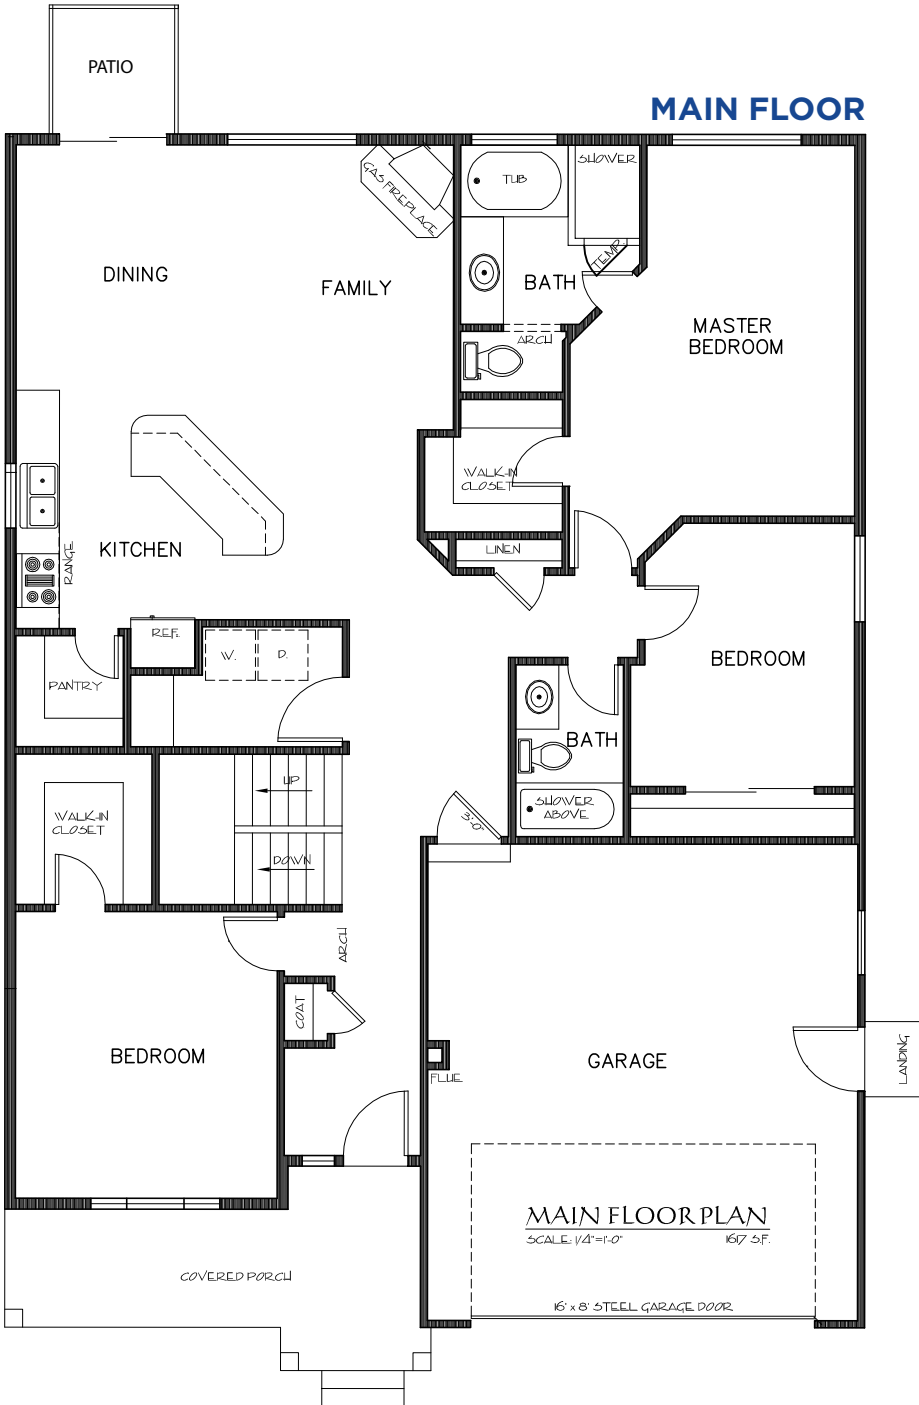 PATIO
MAIN FLOOR
GAS FIREPLACE
TUB
SHOWER
TEMP.
DINING
FAMILY
BATH
MASTER
BEDROOM
ARCH
WALK-IN
CLOSET
KITCHEN
RANGE
LINEN
REF.
W.
D.
PANTRY
BEDROOM
BATH
UP
SHOWER
ABOVE
3'-0"
WALK-IN
CLOSET
DOWN
ARCH
COAT
BEDROOM
GARAGE
LANDING
FLUE
MAIN FLOOR PLAN
SCALE: 1/4"=1'-0" 1617 S.F.
COVERED PORCH
16' x 8' STEEL GARAGE DOOR